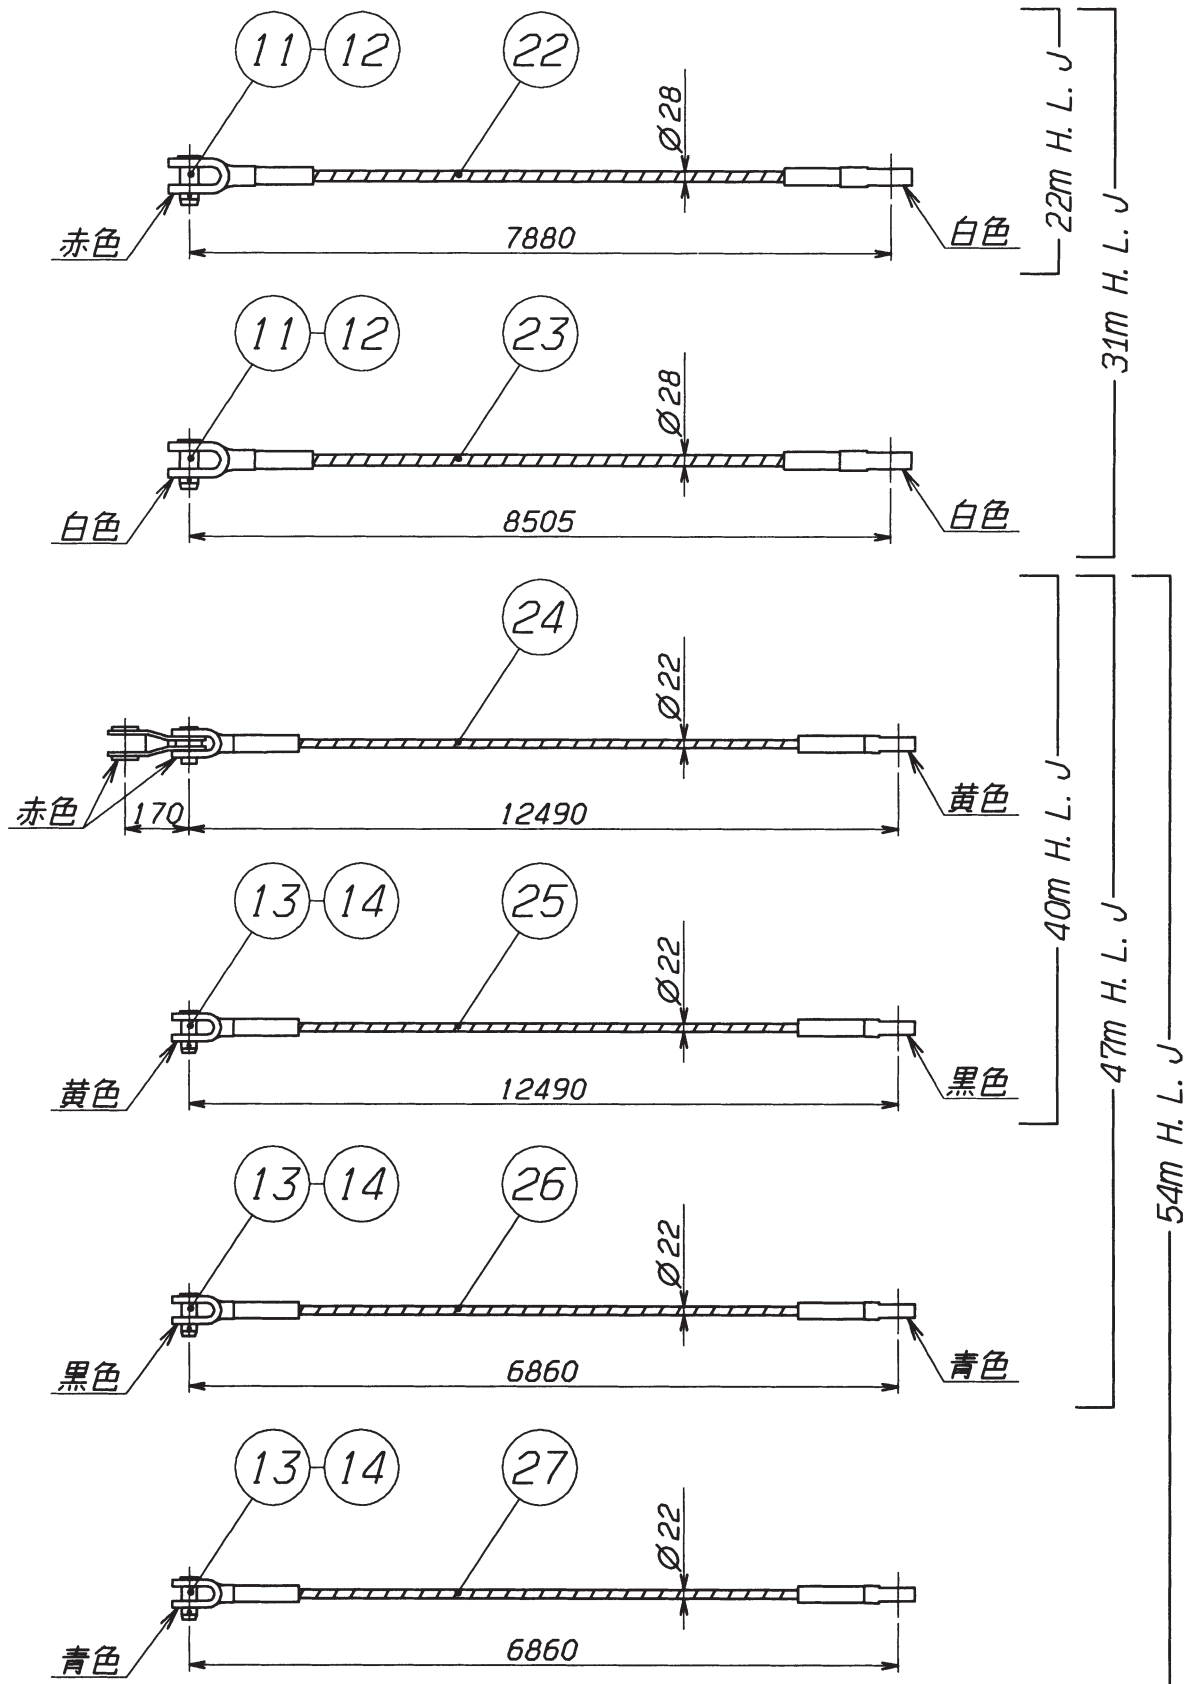 11 12 22
Ø28
赤色 7880 白色
22m H. L. J
11 12 23
Ø28
白色 8505 白色
31m H. L. J
24
Ø22
赤色 170 12490 黄色
13 14 25
Ø22
黄色 12490 黒色
40m H. L. J
13 14 26
Ø22
黒色 6860 青色
47m H. L. J
13 14 27
Ø22
青色 6860
54m H. L. J